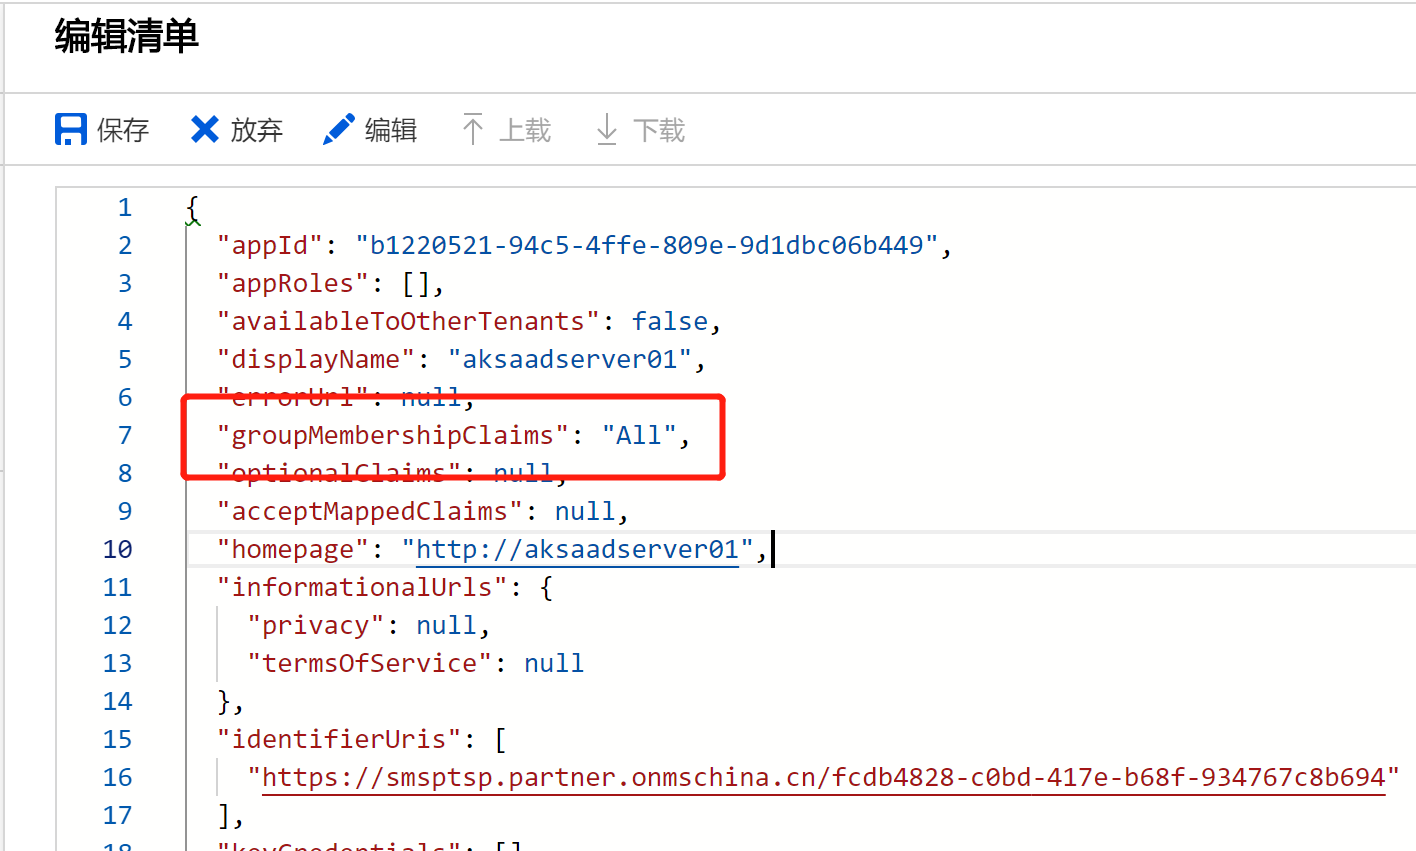 编辑清单
保存 放弃 编辑 上载 下载
1 {
2 "appId": "b1220521-94c5-4ffe-809e-9d1dbc06b449",
3 "appRoles": [],
4 "availableToOtherTenants": false,
5 "displayName": "aksaadserver01",
6 "errorUrl": null,
7 "groupMembershipClaims": "All",
8 "optionalClaims": null,
9 "acceptMappedClaims": null,
10 "homepage": "http://aksaadserver01",
11 "informationalUrls": {
12 "privacy": null,
13 "termsOfService": null
14 },
15 "identifierUris": [
16 "https://smsptsp.partner.onmschina.cn/fcdb4828-c0bd-417e-b68f-934767c8b694"
17 ],
18 "keyCredentials": []